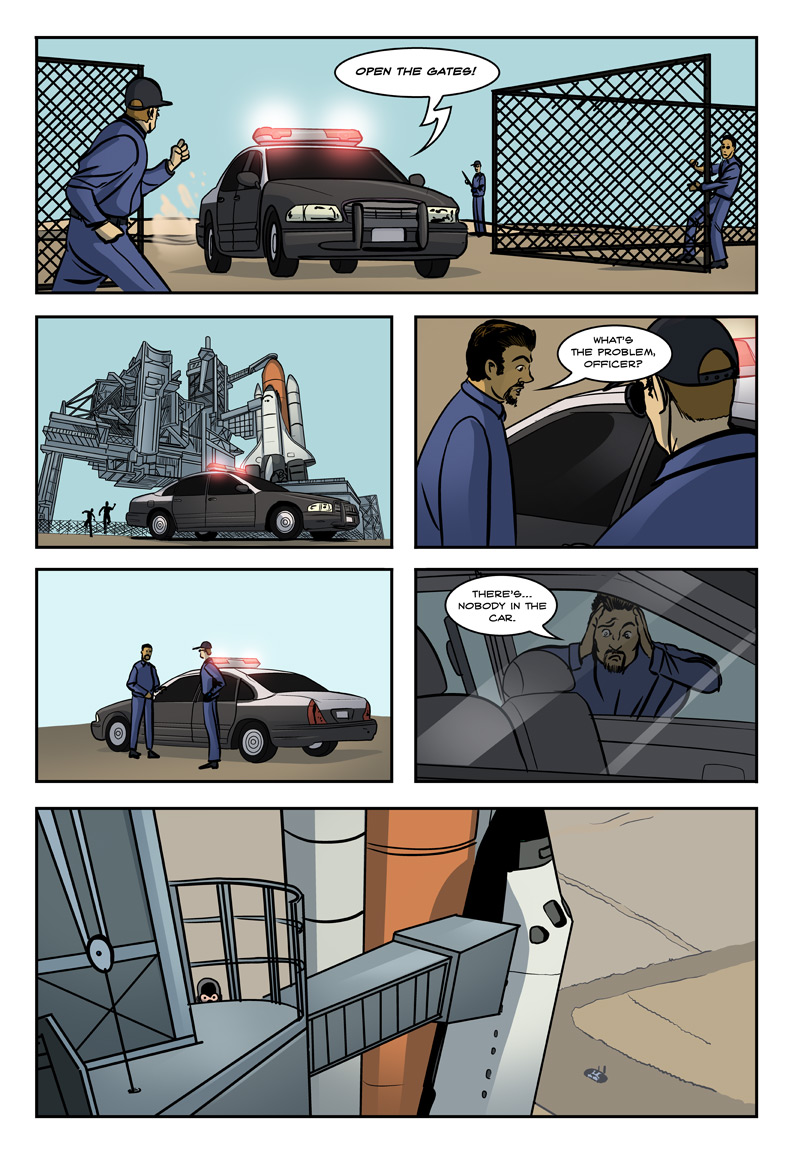 OPEN THE GATES!
WHAT'S
THE PROBLEM,
OFFICER?
THERE'S...
NOBODY IN THE
CAR.